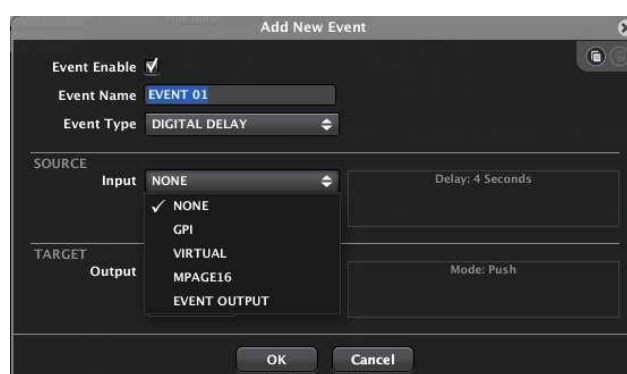 Add New Event
Event Enable
Event Name EVENT 01
Event Type DIGITAL DELAY
SOURCE
Input NONE
Delay: 4 Seconds
NONE
GPI
VIRTUAL
MPAGE16
EVENT OUTPUT
TARGET
Output
Mode: Push
OK Cancel